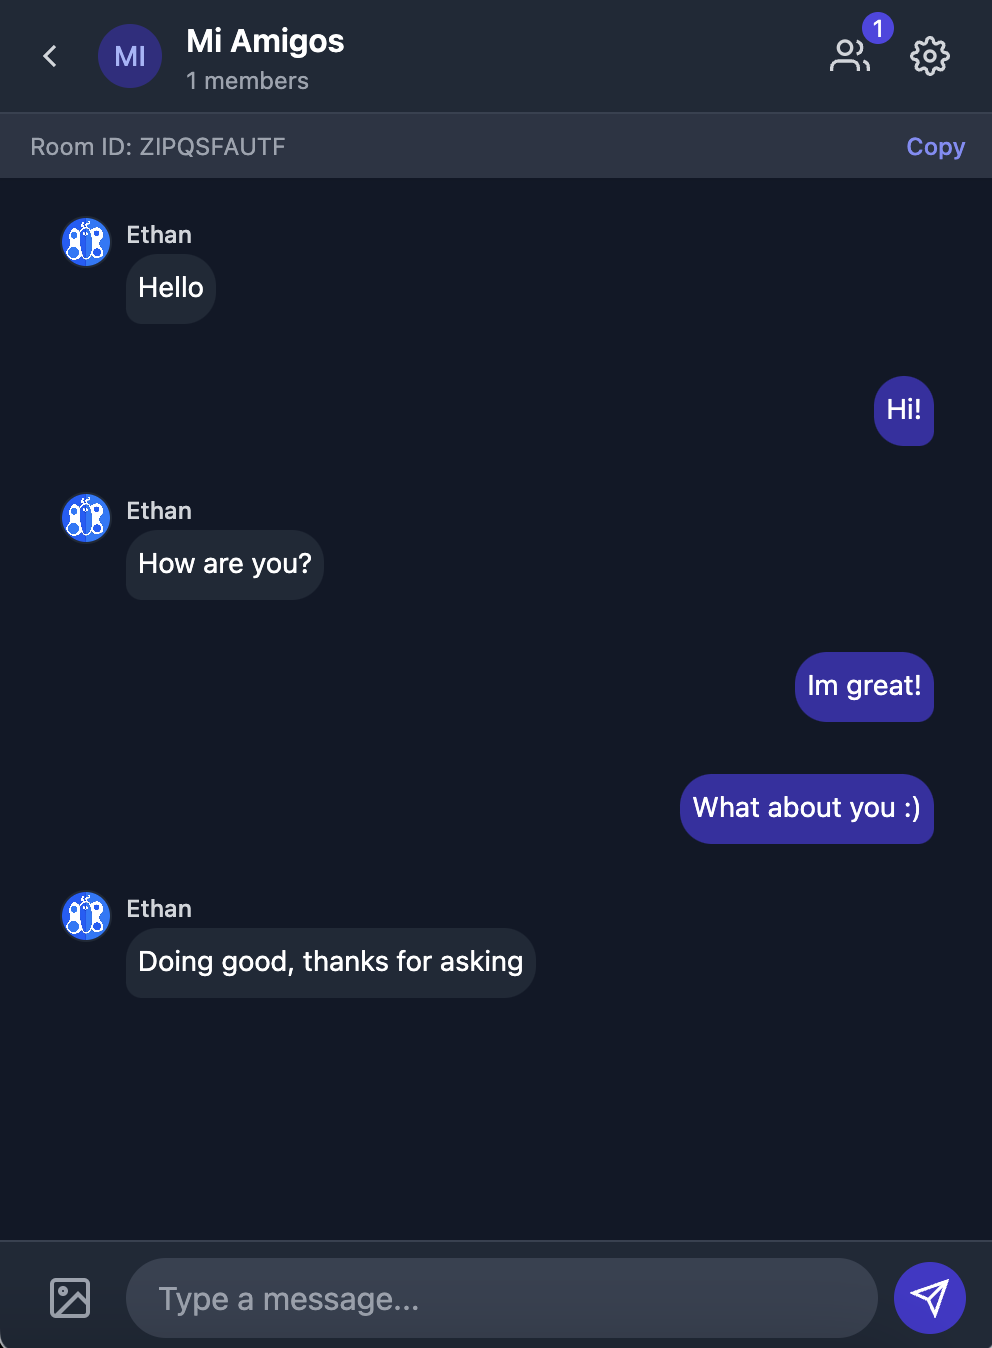 MI
Mi Amigos
1 members
1
Room ID: ZIPQSFAUTF
Copy
Ethan
Hello
Hi!
Ethan
How are you?
Im great!
What about you :)
Ethan
Doing good, thanks for asking
Type a message...